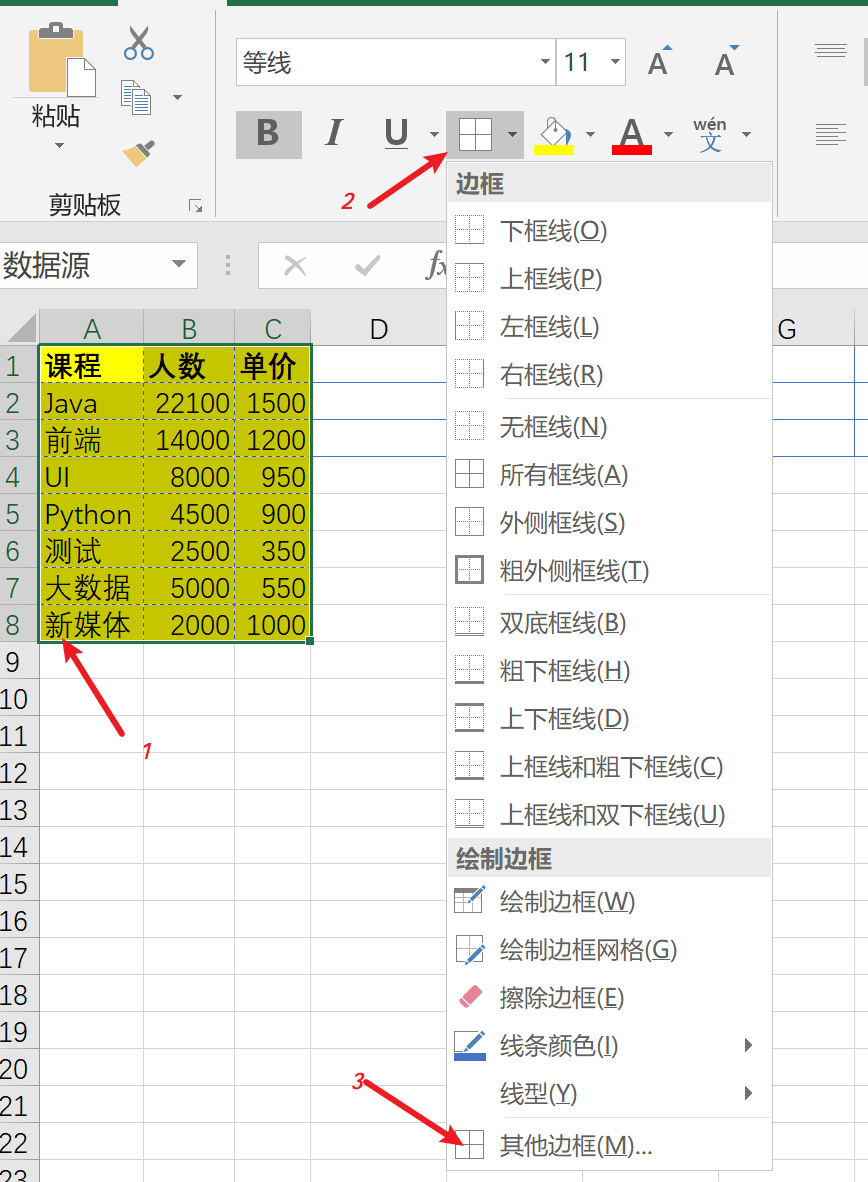 粘贴
剪贴板
等线 11 A A
B I U A wén 文
2
数据源 fx
A B C D G
1 课程 人数 单价
2 Java 22100 1500
3 前端 14000 1200
4 UI 8000 950
5 Python 4500 900
6 测试 2500 350
7 大数据 5000 550
8 新媒体 2000 1000
9
10
11
12
13
14
15
16
17
18
19
20
21
22
23
1
3
边框
下框线(O)
上框线(P)
左框线(L)
右框线(R)
无框线(N)
所有框线(A)
外侧框线(S)
粗外侧框线(T)
双底框线(B)
粗下框线(H)
上下框线(D)
上框线和粗下框线(C)
上框线和双下框线(U)
绘制边框
绘制边框(W)
绘制边框网格(G)
擦除边框(E)
线条颜色(I)
线型(Y)
其他边框(M)...